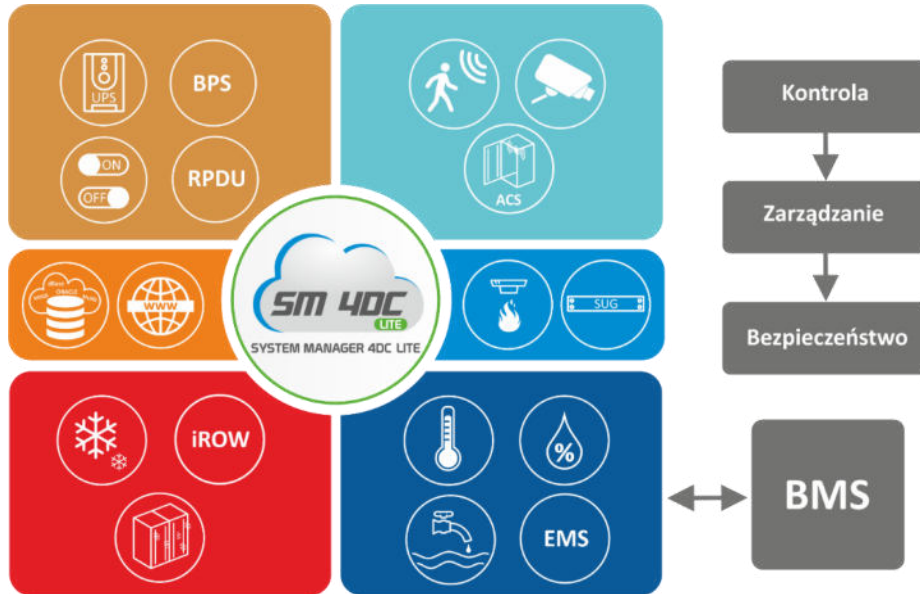 UPS
BPS
ON
OFF
RPDU
ACS
Kontrola
Zarządzanie
Bezpieczeństwo
ORACLE
WWW
SM 4DC
LITE
SYSTEM MANAGER 4DC LITE
SUG
iROW
%
EMS
BMS